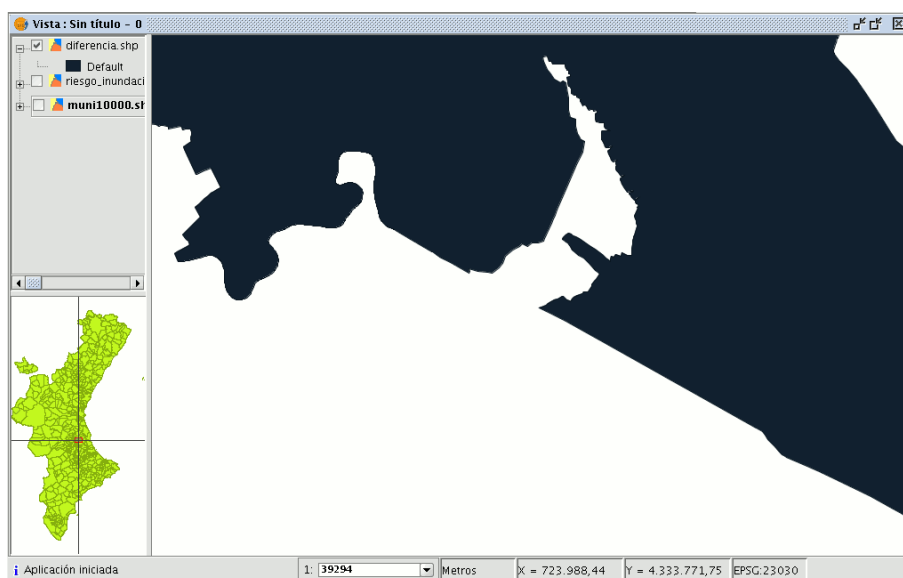 Vista : Sin título - 0
diferencia.shp
Default
riesgo_inundaci
muni10000.sh
Aplicación iniciada
1: 39294
Metros
X = 723.988,44
Y = 4.333.771,75
EPSG:23030